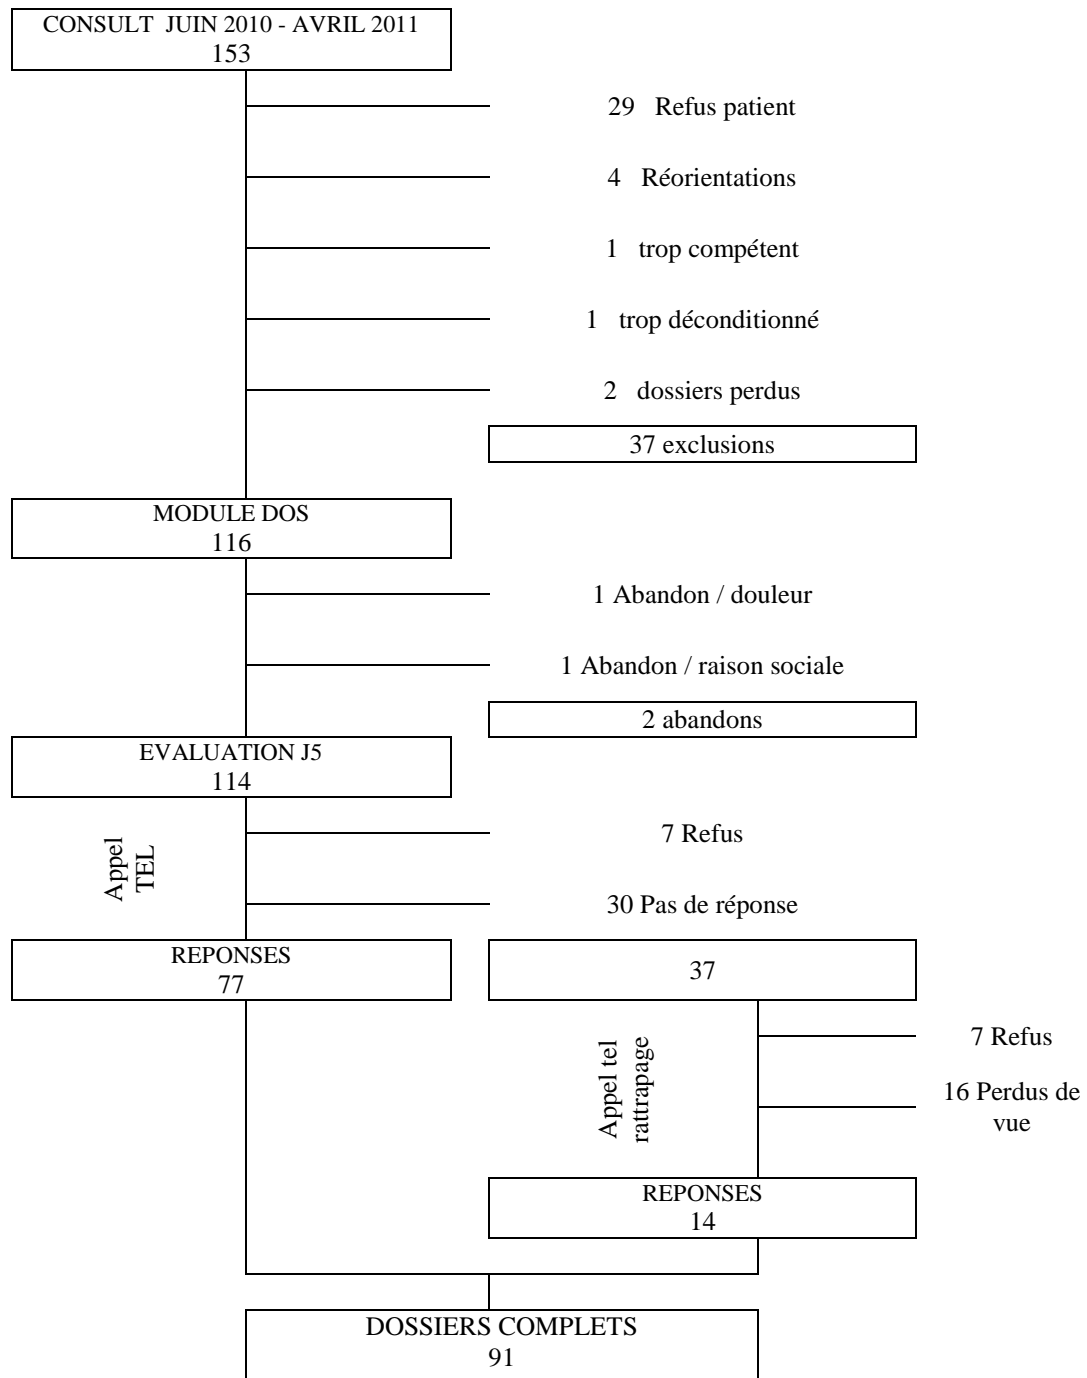 CONSULT JUIN 2010 - AVRIL 2011
153
29 Refus patient
4 Réorientations
1 trop compétent
1 trop déconditionné
2 dossiers perdus
37 exclusions
MODULE DOS
116
1 Abandon / douleur
1 Abandon / raison sociale
2 abandons
EVALUATION J5
114
Appel
TEL
7 Refus
30 Pas de réponse
REPONSES
77
37
Appel tel
rattrapage
7 Refus
16 Perdus de
vue
REPONSES
14
DOSSIERS COMPLETS
91